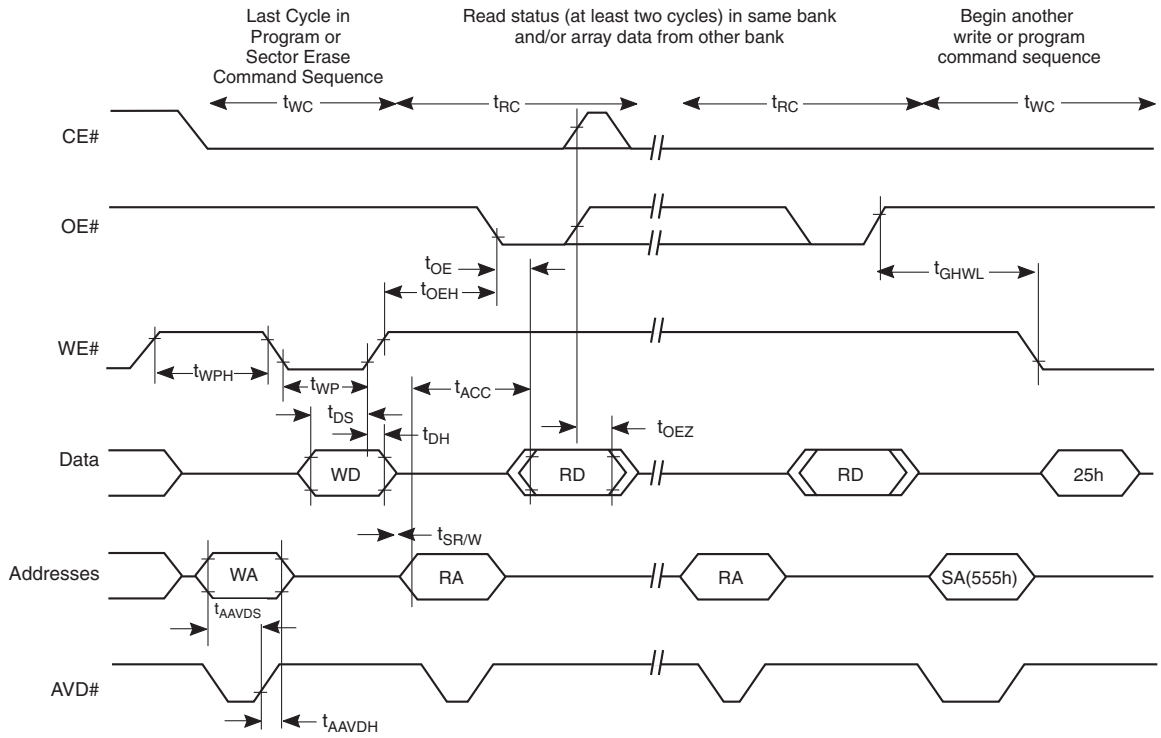 Last Cycle in
Program or
Sector Erase
Command Sequence
Read status (at least two cycles) in same bank
and/or array data from other bank
Begin another
write or program
command sequence
tWC
tRC
tRC
tWC
CE#
OE#
tOE
tOEH
tGHWL
WE#
tWPH
tWP
tACC
tDS
tDH
tOEZ
Data
WD
RD
RD
25h
tSR/W
Addresses
WA
RA
RA
SA(555h)
tAAVDS
AVD#
tAAVDH